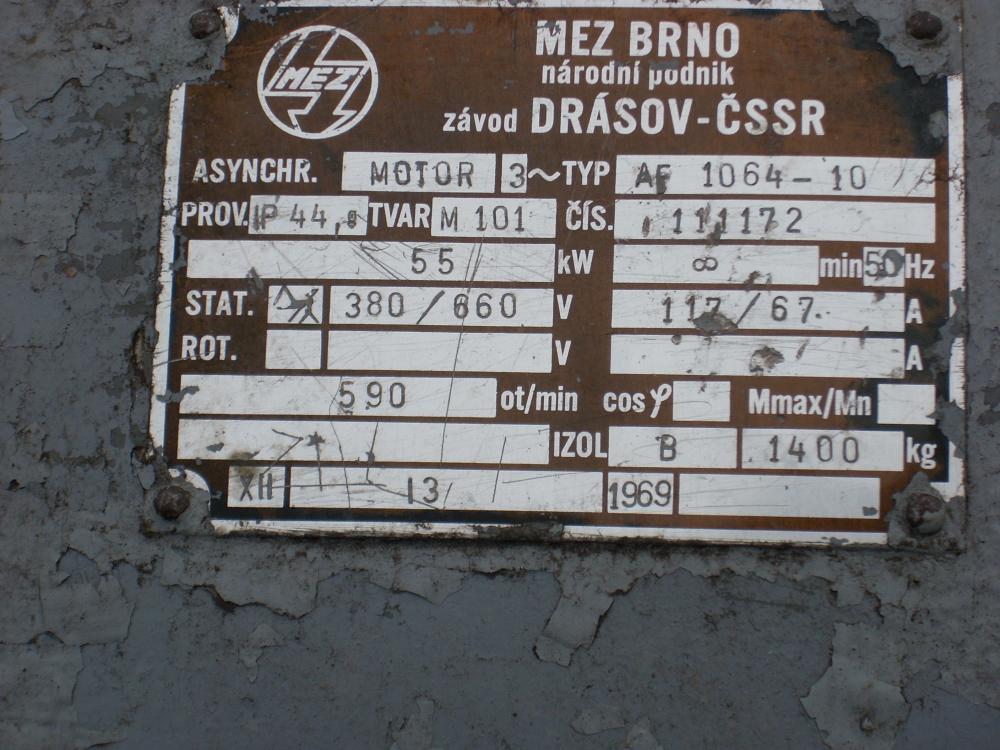 MEZ
MEZ BRNO
národní podnik
závod DRÁSOV-ČSSR
ASYNCHR. MOTOR 3~ TYP AF 1064-10
PROV. IP 44, TVAR M 101 ČÍS. 111172
55 kW ∞ min 50 Hz
STAT. 380/660 V 117/67 A
ROT. V A
590 ot/min cos φ Mmax/Mn
IZOL B 1400 kg
XII 13 1969